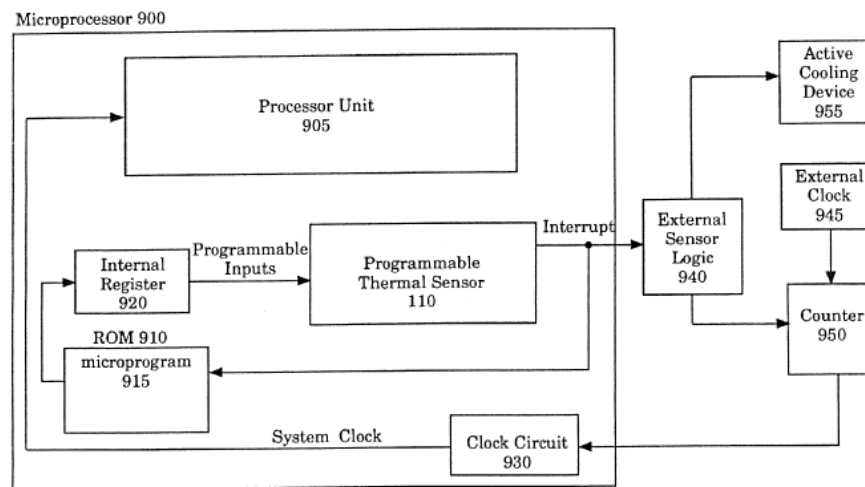 Microprocessor 900
Processor Unit
905
Active
Cooling
Device
955
External
Clock
945
Interrupt
External
Sensor
Logic
940
Programmable
Inputs
Internal
Register
920
Programmable
Thermal Sensor
110
Counter
950
ROM 910
microprogram
915
System Clock
Clock Circuit
930